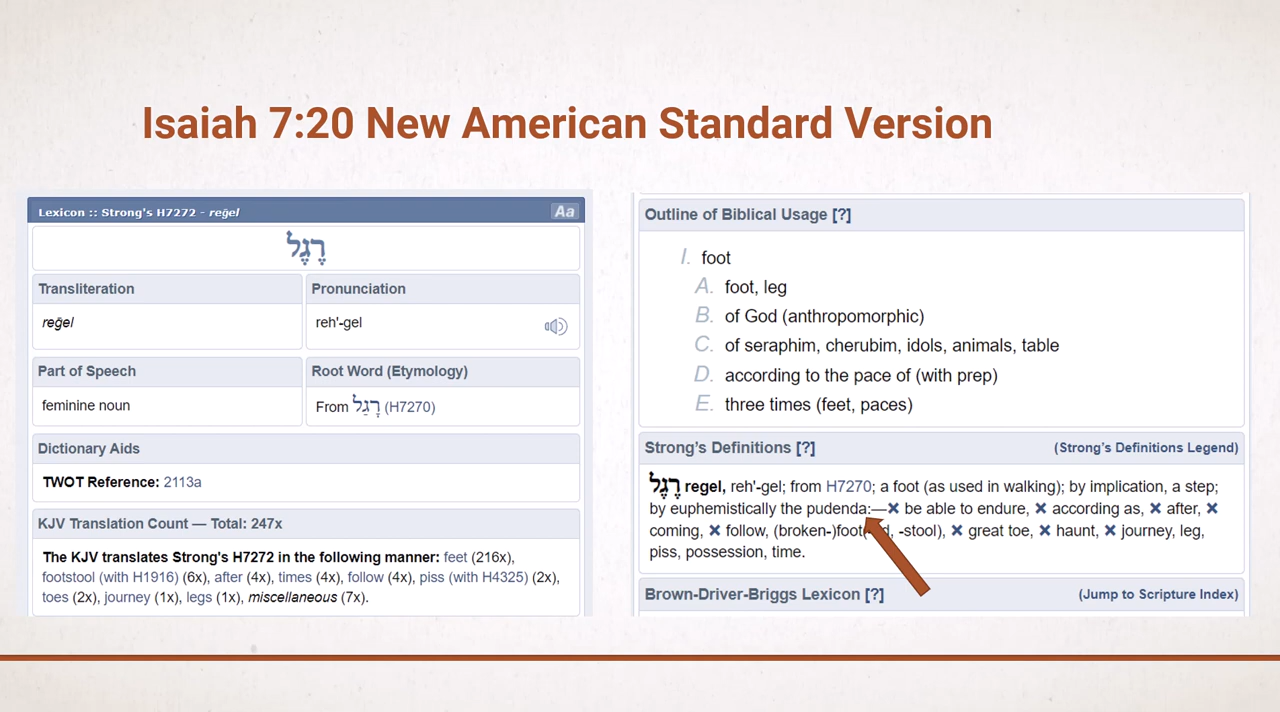 Isaiah 7:20 New American Standard Version
Lexicon :: Strong's H7272 - reḡel
Aa
רֶגֶל
Transliteration
reḡel
Pronunciation
reh'-gel
Part of Speech
feminine noun
Root Word (Etymology)
From רָגַל (H7270)
Dictionary Aids
TWOT Reference: 2113a
KJV Translation Count — Total: 247x
The KJV translates Strong's H7272 in the following manner: feet (216x),
footstool (with H1916) (6x), after (4x), times (4x), follow (4x), piss (with H4325) (2x),
toes (2x), journey (1x), legs (1x), miscellaneous (7x).
Outline of Biblical Usage [?]
I. foot
A. foot, leg
B. of God (anthropomorphic)
C. of seraphim, cherubim, idols, animals, table
D. according to the pace of (with prep)
E. three times (feet, paces)
Strong's Definitions [?]
(Strong's Definitions Legend)
רֶגֶל regel, reh'-gel; from H7270; a foot (as used in walking); by implication, a step;
by euphemistically the pudenda:—× be able to endure, × according as, × after, ×
coming, × follow, (broken-)foot( -stool), × great toe, × haunt, × journey, leg,
piss, possession, time.
Brown-Driver-Briggs Lexicon [?]
(Jump to Scripture Index)